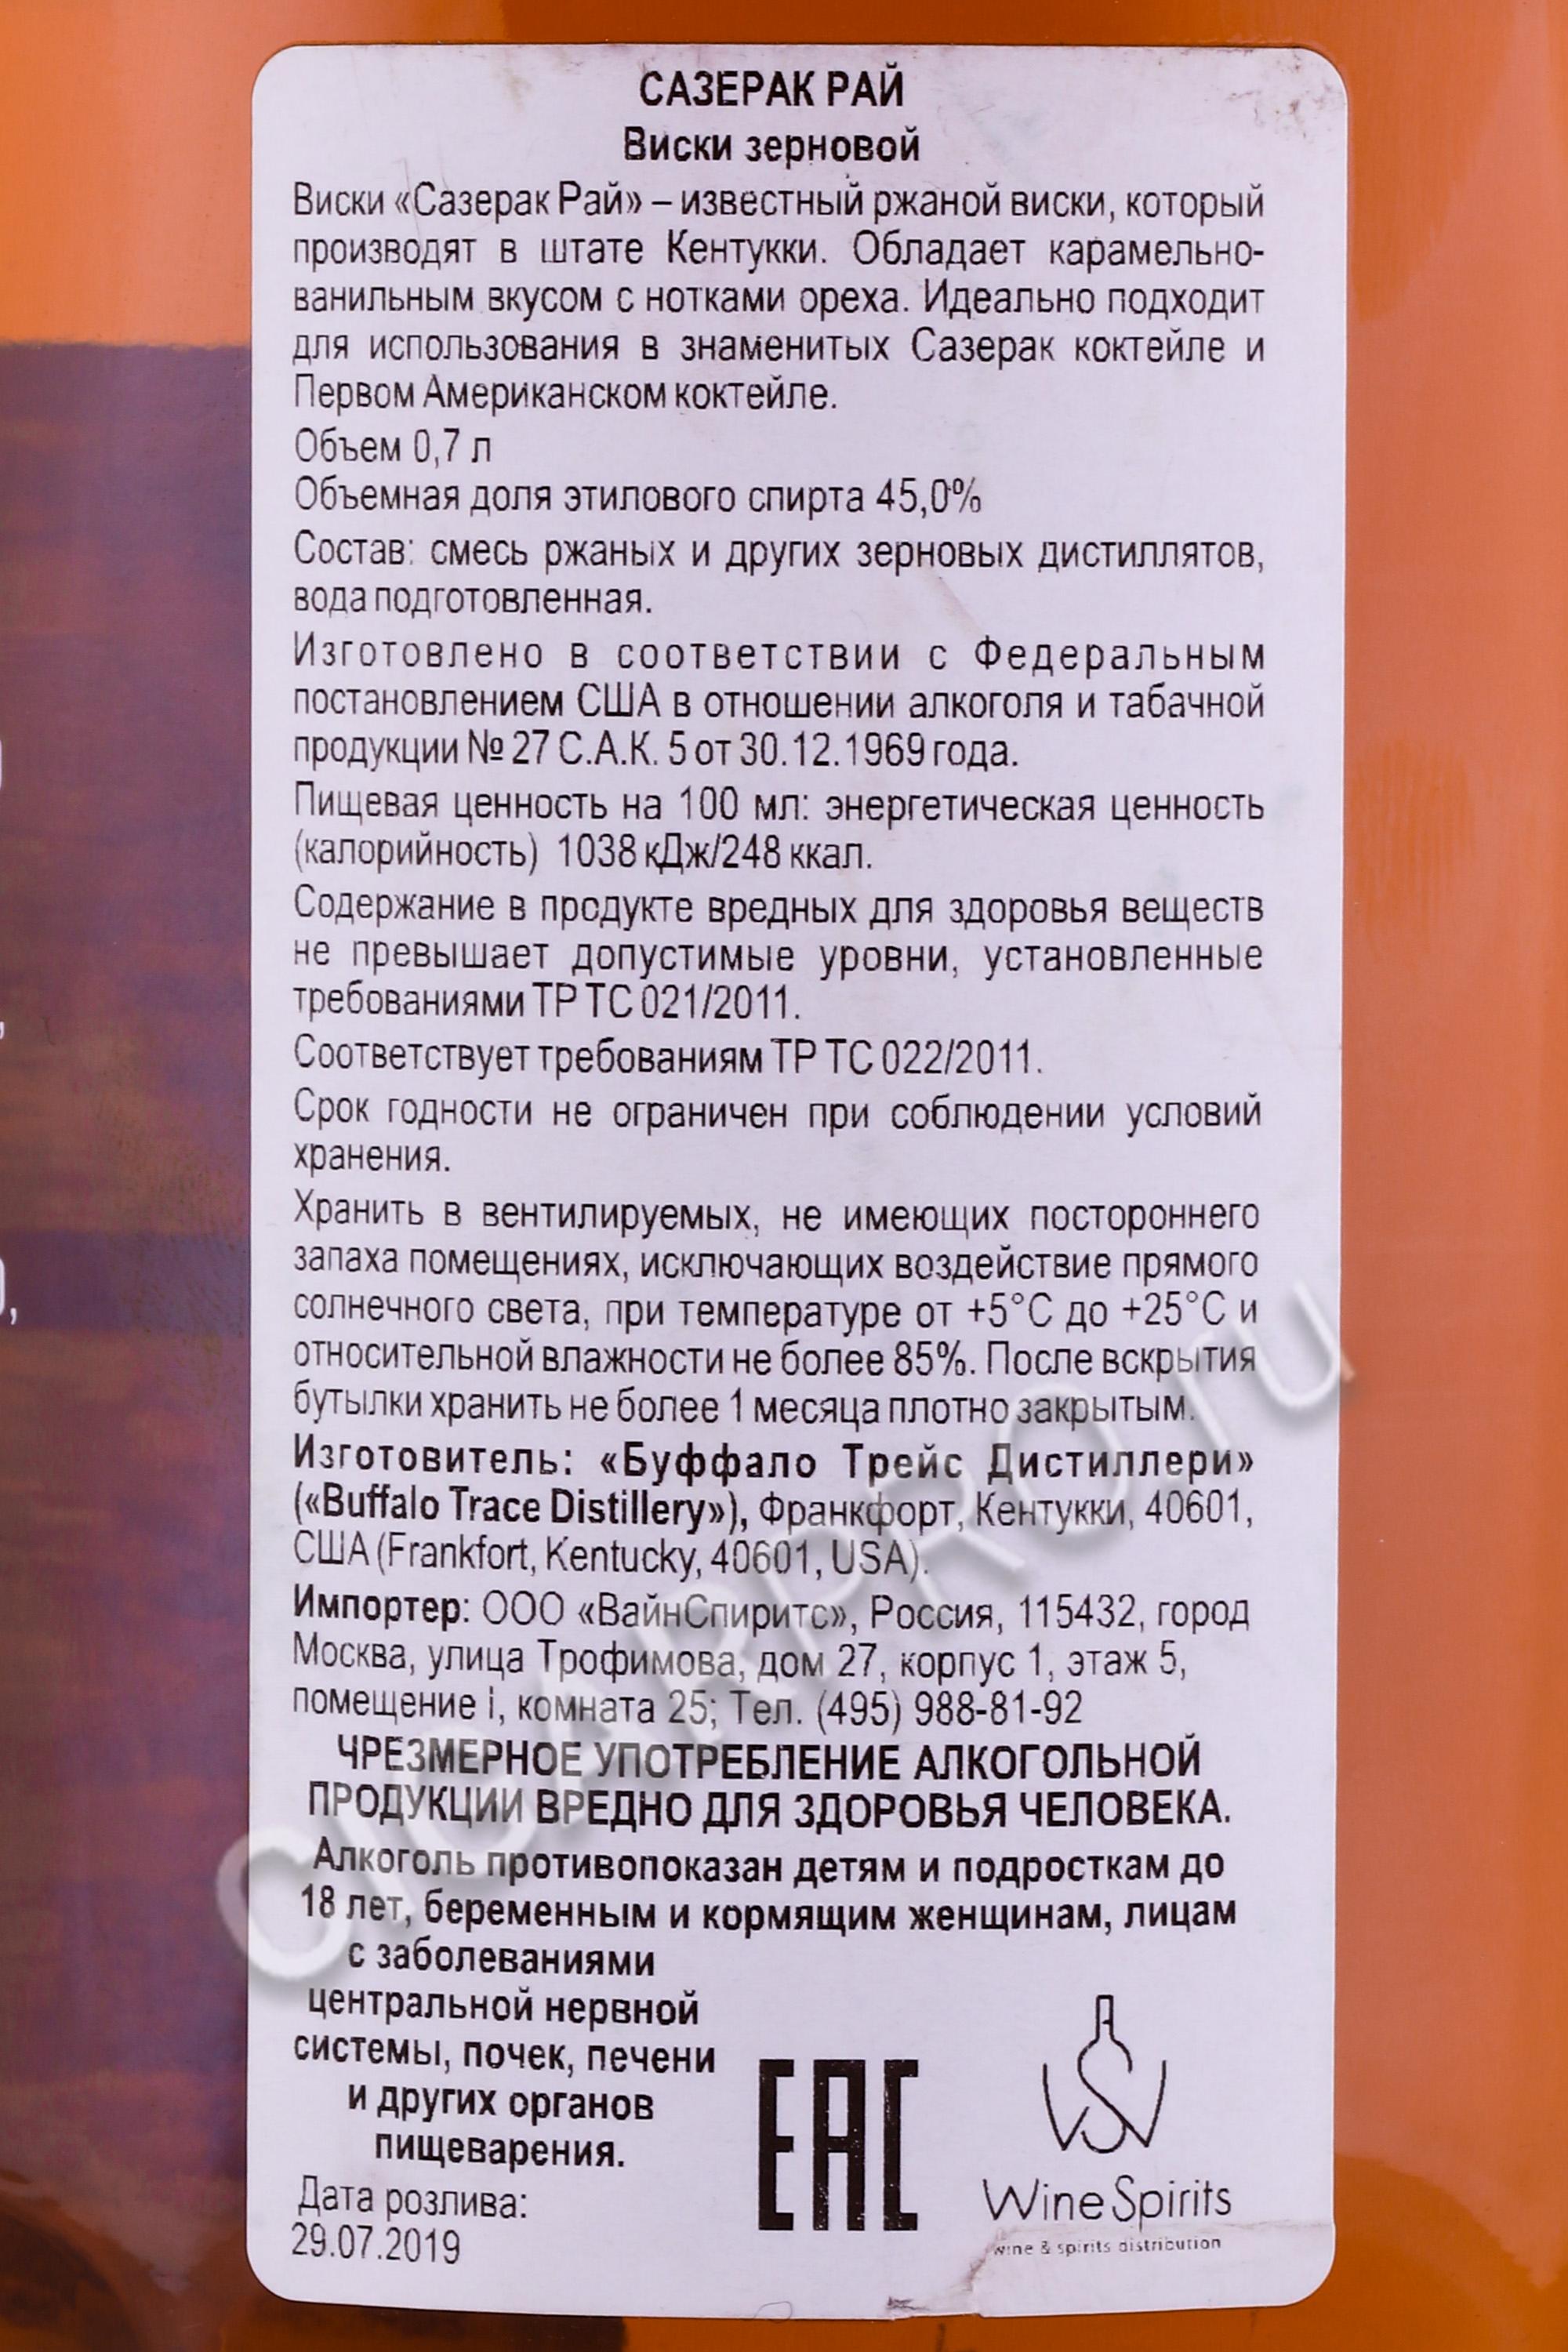 САЗЕРАК РАЙ
Виски зерновой
Виски «Сазерак Рай» – известный ржаной виски, который
производят в штате Кентукки. Обладает карамельно-
ванильным вкусом с нотками ореха. Идеально подходит
для использования в знаменитых Сазерак коктейле и
Первом Американском коктейле.
Объем 0,7 л
Объемная доля этилового спирта 45,0%
Состав: смесь ржаных и других зерновых дистиллятов,
вода подготовленная.
Изготовлено в соответствии с Федеральным
постановлением США в отношении алкоголя и табачной
продукции № 27 С.А.К. 5 от 30.12.1969 года.
Пищевая ценность на 100 мл: энергетическая ценность
(калорийность) 1038 кДж/248 ккал.
Содержание в продукте вредных для здоровья веществ
не превышает допустимые уровни, установленные
требованиями ТР ТС 021/2011.
Соответствует требованиям ТР ТС 022/2011.
Срок годности не ограничен при соблюдении условий
хранения.
Хранить в вентилируемых, не имеющих постороннего
запаха помещениях, исключающих воздействие прямого
солнечного света, при температуре от +5°С до +25°С и
относительной влажности не более 85%. После вскрытия
бутылки хранить не более 1 месяца плотно закрытым.
Изготовитель: «Буффало Трейс Дистиллери»
(«Buffalo Trace Distillery»), Франкфорт, Кентукки, 40601,
США (Frankfort, Kentucky, 40601, USA).
Импортер: ООО «ВайнСпиритс», Россия, 115432, город
Москва, улица Трофимова, дом 27, корпус 1, этаж 5,
помещение i, комната 25; Тел. (495) 988-81-92
ЧРЕЗМЕРНОЕ УПОТРЕБЛЕНИЕ АЛКОГОЛЬНОЙ
ПРОДУКЦИИ ВРЕДНО ДЛЯ ЗДОРОВЬЯ ЧЕЛОВЕКА.
Алкоголь противопоказан детям и подросткам до
18 лет, беременным и кормящим женщинам, лицам
с заболеваниями
центральной нервной
системы, почек, печени
и других органов
пищеварения.
Дата розлива:
29.07.2019
EAC
WineSpirits
wine & spirits distribution
CIGARPRO.ru